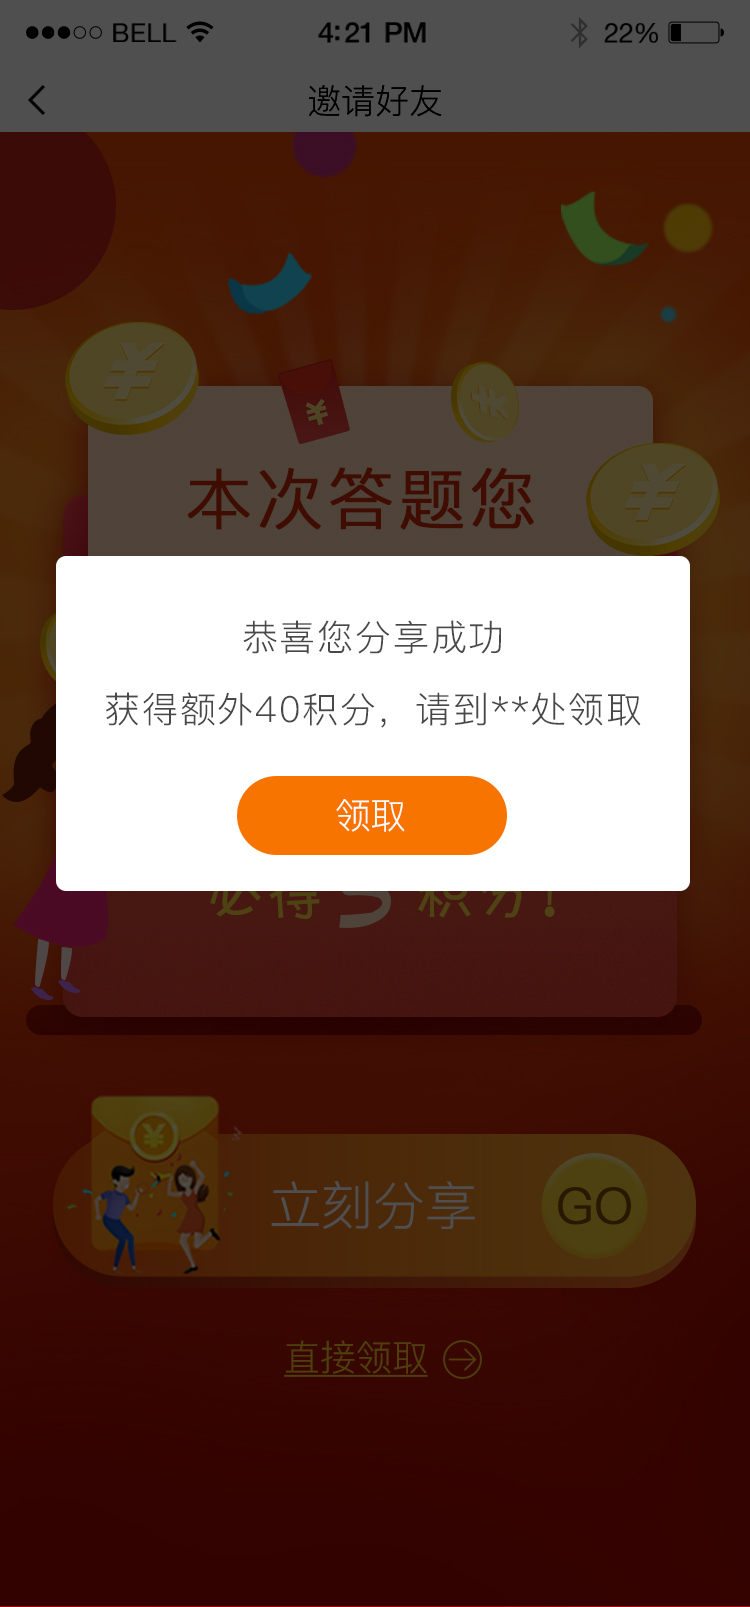 BELL 4:21 PM 22%
邀请好友
本次答题您
恭喜您分享成功
获得额外40积分，请到**处领取
领取
必得5积分!
立刻分享 GO
直接领取